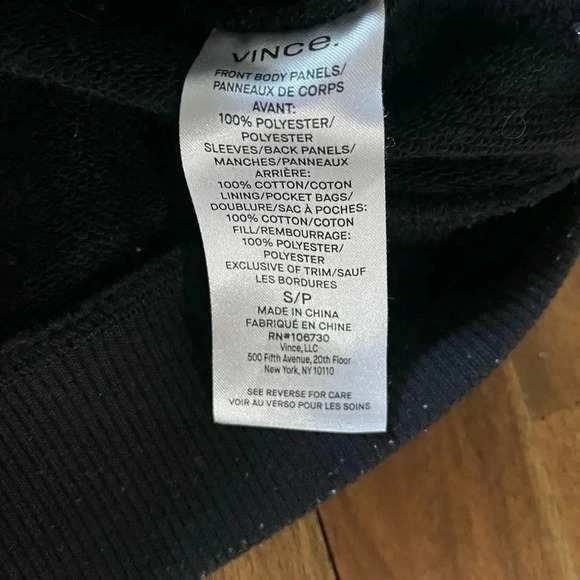 VINCe.
FRONT BODY PANELS/
PANNEAUX DE CORPS
AVANT:
100% POLYESTER/
POLYESTER
SLEEVES/BACK PANELS/
MANCHES/PANNEAUX
ARRIÈRE:
100% COTTON/COTON
LINING/POCKET BAGS/
DOUBLURE/SAC À POCHES:
100% COTTON/COTON
FILL/REMBOURRAGE:
100% POLYESTER/
POLYESTER
EXCLUSIVE OF TRIM/SAUF
LES BORDURES
S/P
MADE IN CHINA
FABRIQUÉ EN CHINE
RN#106730
Vince, LLC
500 Fifth Avenue, 20th Floor
New York, NY 10110
SEE REVERSE FOR CARE
VOIR AU VERSO POUR LES SOINS